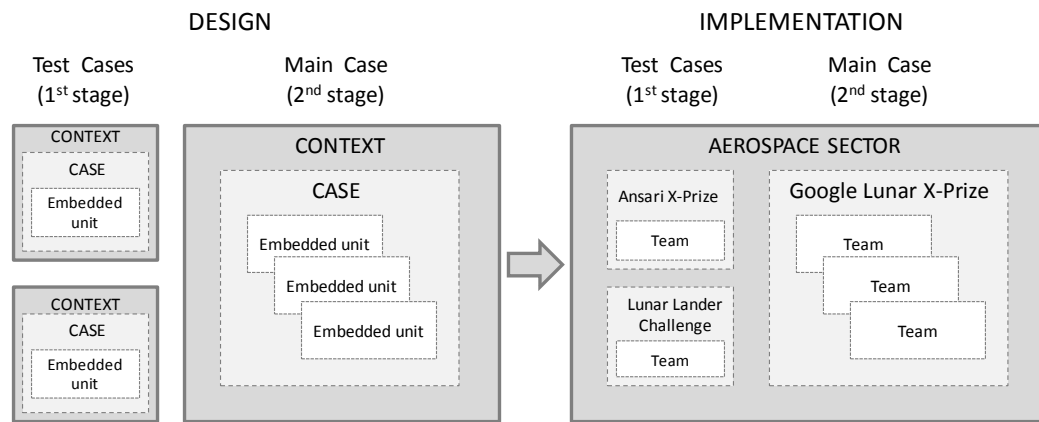 DESIGN
IMPLEMENTATION
Test Cases
(1st stage)
Main Case
(2nd stage)
Test Cases
(1st stage)
Main Case
(2nd stage)
CONTEXT
CASE
Embedded
unit
CONTEXT
CASE
Embedded
unit
CONTEXT
CASE
Embedded unit
Embedded unit
Embedded unit
AEROSPACE SECTOR
Ansari X-Prize
Team
Lunar Lander
Challenge
Team
Google Lunar X-Prize
Team
Team
Team